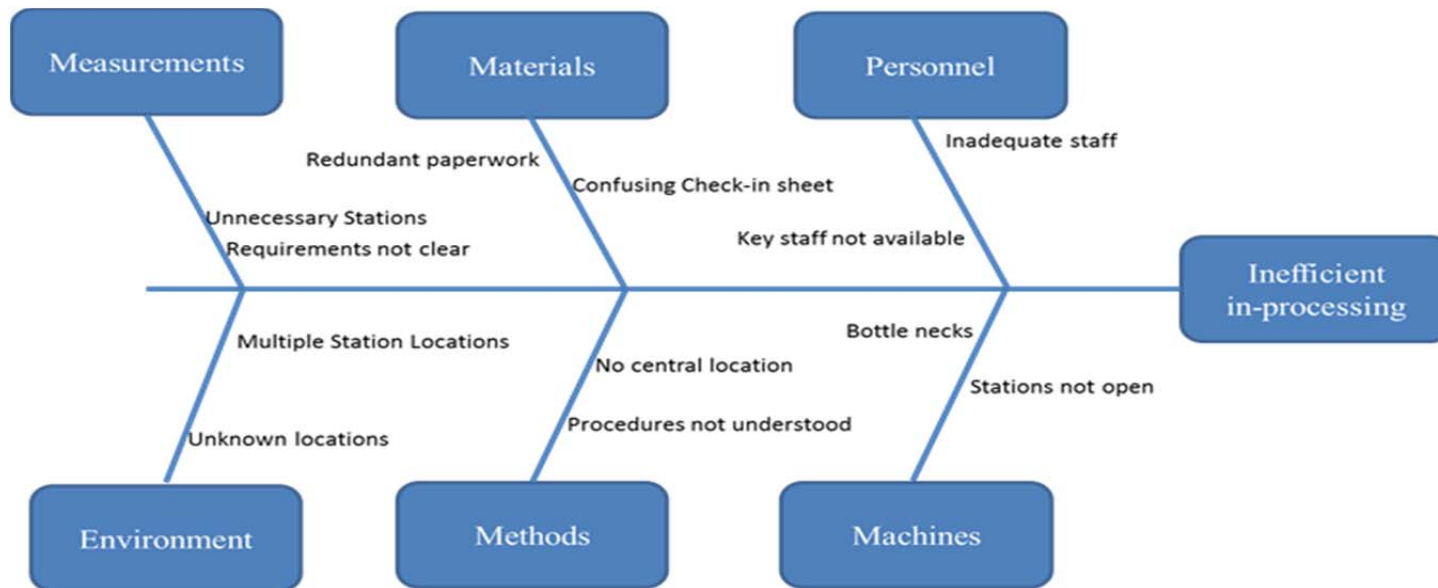 Measurements
Materials
Personnel
Inadequate staff
Redundant paperwork
Confusing Check-in sheet
Unnecessary Stations
Key staff not available
Requirements not clear
Inefficient
in-processing
Bottle necks
Multiple Station Locations
No central location
Stations not open
Procedures not understood
Unknown locations
Environment
Methods
Machines